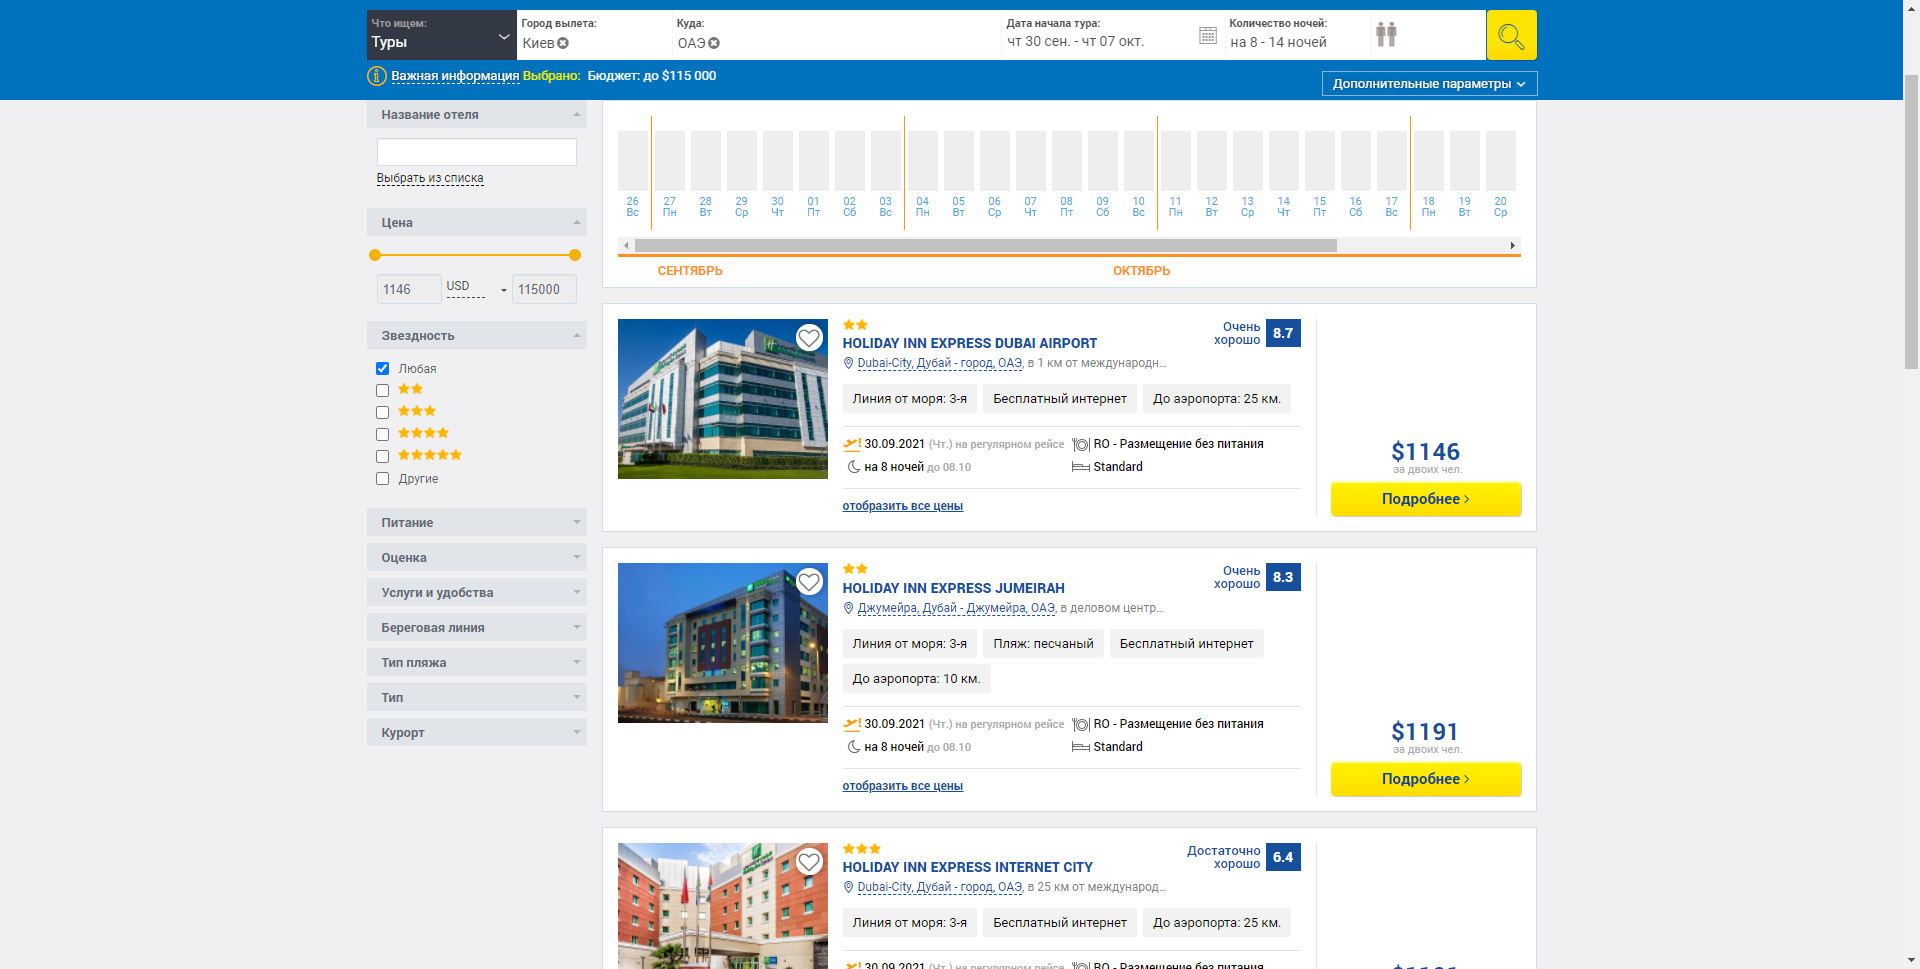 Что ищем:
Туры
Город вылета:
Киев
Куда:
ОАЭ
Дата начала тура:
чт 30 сен. - чт 07 окт.
Количество ночей:
на 8 - 14 ночей
Важная информация Выбрано: Бюджет: до $115 000
Дополнительные параметры
Название отеля
Выбрать из списка
Цена
1146
USD
115000
Звездность
Любая
Другие
Питание
Оценка
Услуги и удобства
Береговая линия
Тип пляжа
Тип
Курорт
26 27 28 29 30 01 02 03 04 05 06 07 08 09 10 11 12 13 14 15 16 17 18 19 20
Вс Пн Вт Ср Чт Пт Сб Вс Пн Вт Ср Чт Пт Сб Вс Пн Вт Ср Чт Пт Сб Вс Пн Вт Ср
СЕНТЯБРЬ ОКТЯБРЬ
HOLIDAY INN EXPRESS DUBAI AIRPORT
Очень
хорошо
8.7
Dubai-City, Дубай - город, ОАЭ, в 1 км от международн...
Линия от моря: 3-я
Бесплатный интернет
До аэропорта: 25 км.
30.09.2021 (Чт.) на регулярном рейсе
RO - Размещение без питания
на 8 ночей до 08.10
Standard
отобразить все цены
$1146
за двоих чел.
Подробнее
HOLIDAY INN EXPRESS JUMEIRAH
Очень
хорошо
8.3
Джумейра, Дубай - Джумейра, ОАЭ, в деловом центр...
Линия от моря: 3-я
Пляж: песчаный
Бесплатный интернет
До аэропорта: 10 км.
30.09.2021 (Чт.) на регулярном рейсе
RO - Размещение без питания
на 8 ночей до 08.10
Standard
отобразить все цены
$1191
за двоих чел.
Подробнее
HOLIDAY INN EXPRESS INTERNET CITY
Достаточно
хорошо
6.4
Dubai-City, Дубай - город, ОАЭ, в 25 км от международ...
Линия от моря: 3-я
Бесплатный интернет
До аэропорта: 25 км.
30.09.2021 (Чт.) на регулярном рейсе
RO - Размещение без питания